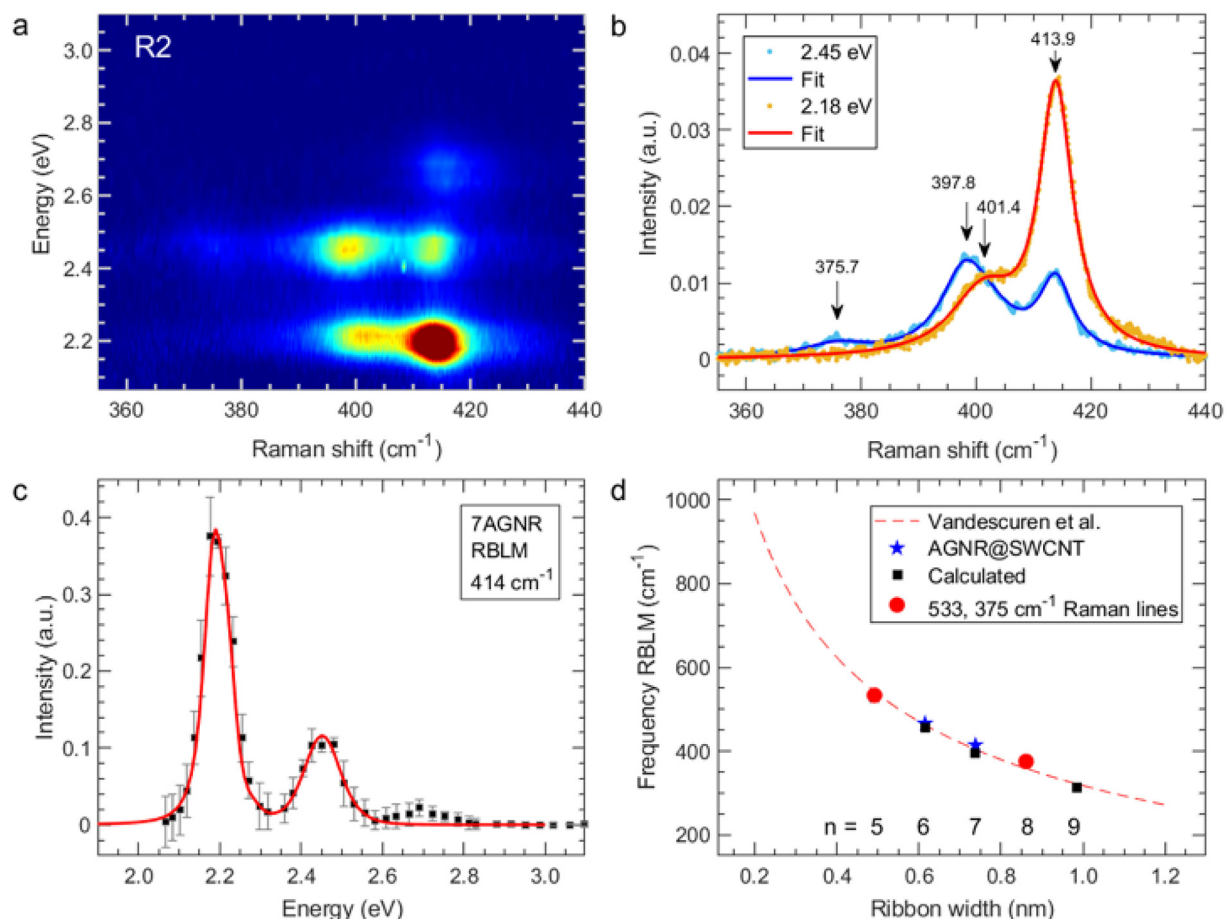 a
R2
3.0
2.8
2.6
2.4
2.2
Energy (eV)
360
380
400
420
440
Raman shift (cm-1)
b
2.45 eV
Fit
2.18 eV
Fit
413.9
397.8
401.4
375.7
0.04
0.03
0.02
0.01
0
Intensity (a.u.)
360
380
400
420
440
Raman shift (cm-1)
c
7AGNR
RBLM
414 cm-1
0.4
0.3
0.2
0.1
0
Intensity (a.u.)
2.0
2.2
2.4
2.6
2.8
3.0
Energy (eV)
d
Vandescuren et al.
AGNR@SWCNT
Calculated
533, 375 cm-1 Raman lines
1000
800
600
400
200
Frequency RBLM (cm-1)
n = 5 6 7 8 9
0.2
0.4
0.6
0.8
1.0
1.2
Ribbon width (nm)